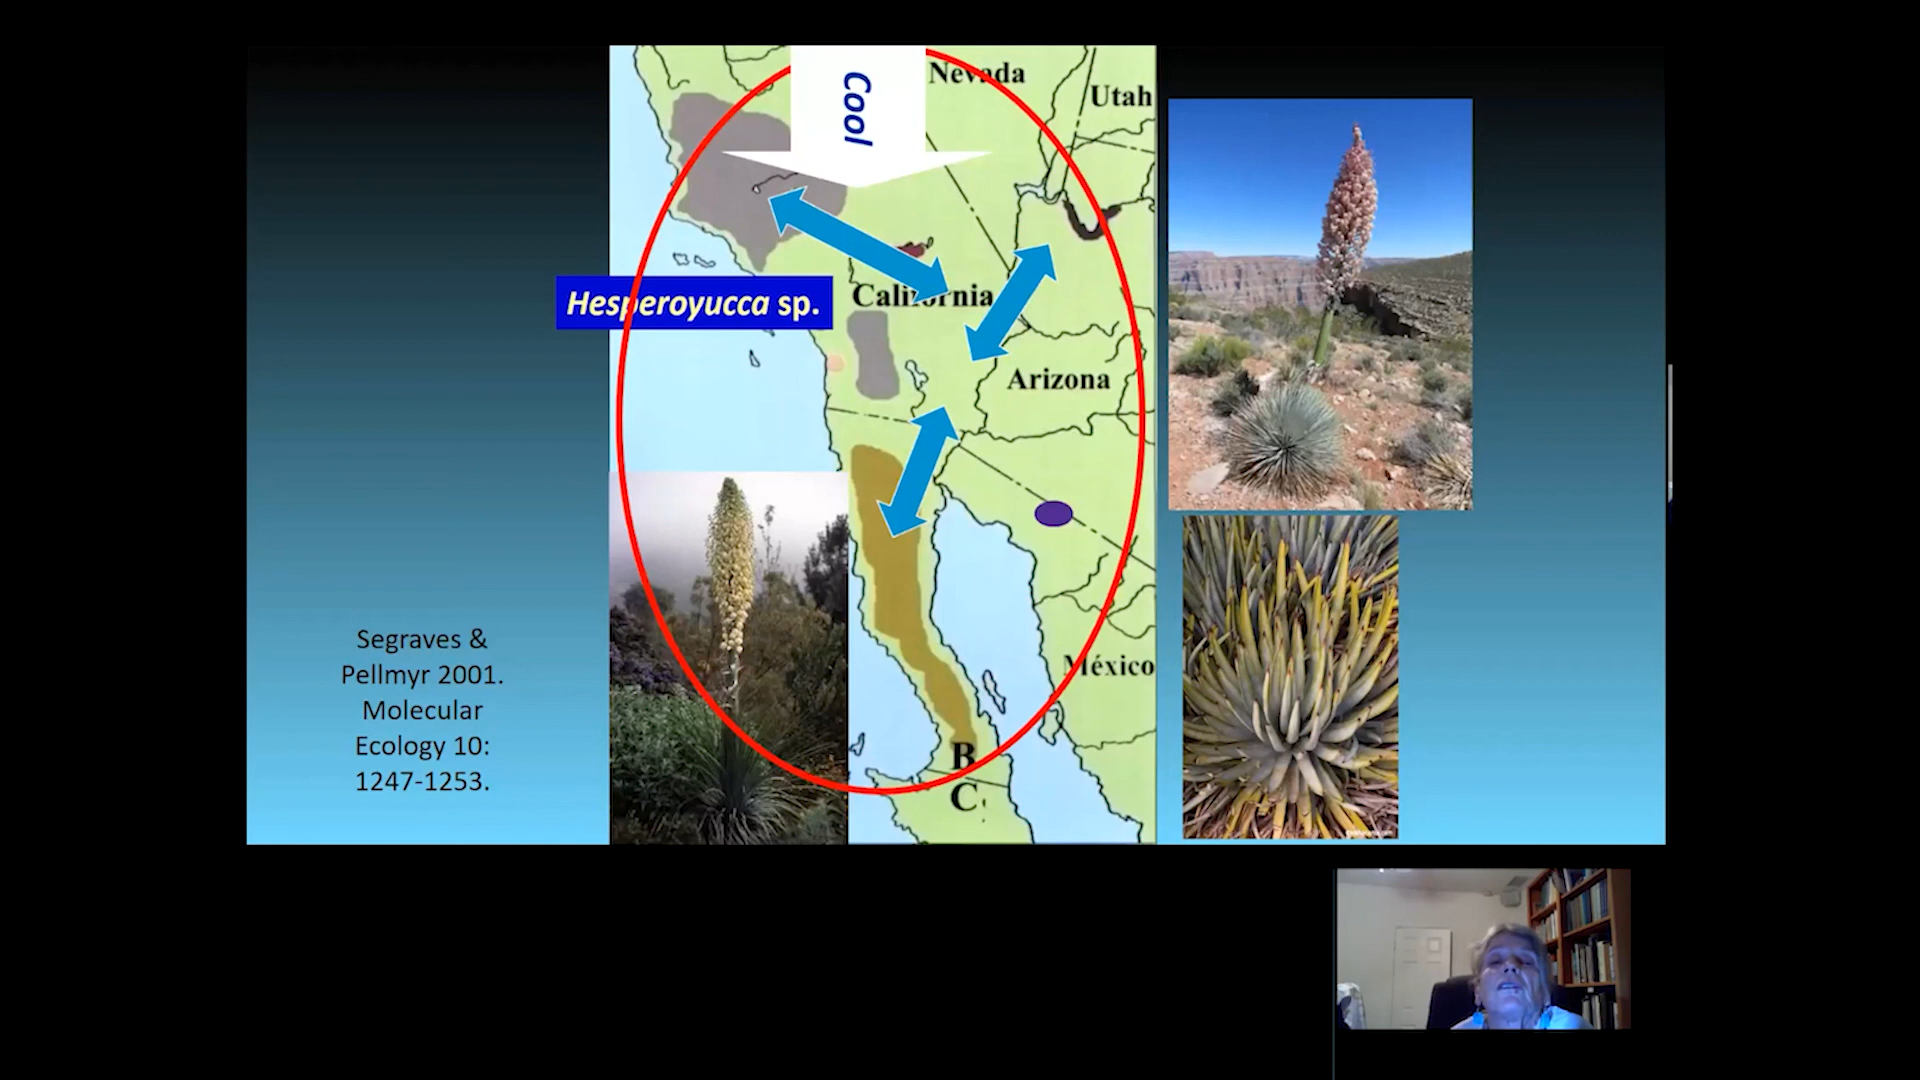 Cool
Nevada
Utah
Hesperoyucca sp.
California
Arizona
México
B
C
Segraves &
Pellmyr 2001.
Molecular
Ecology 10:
1247-1253.